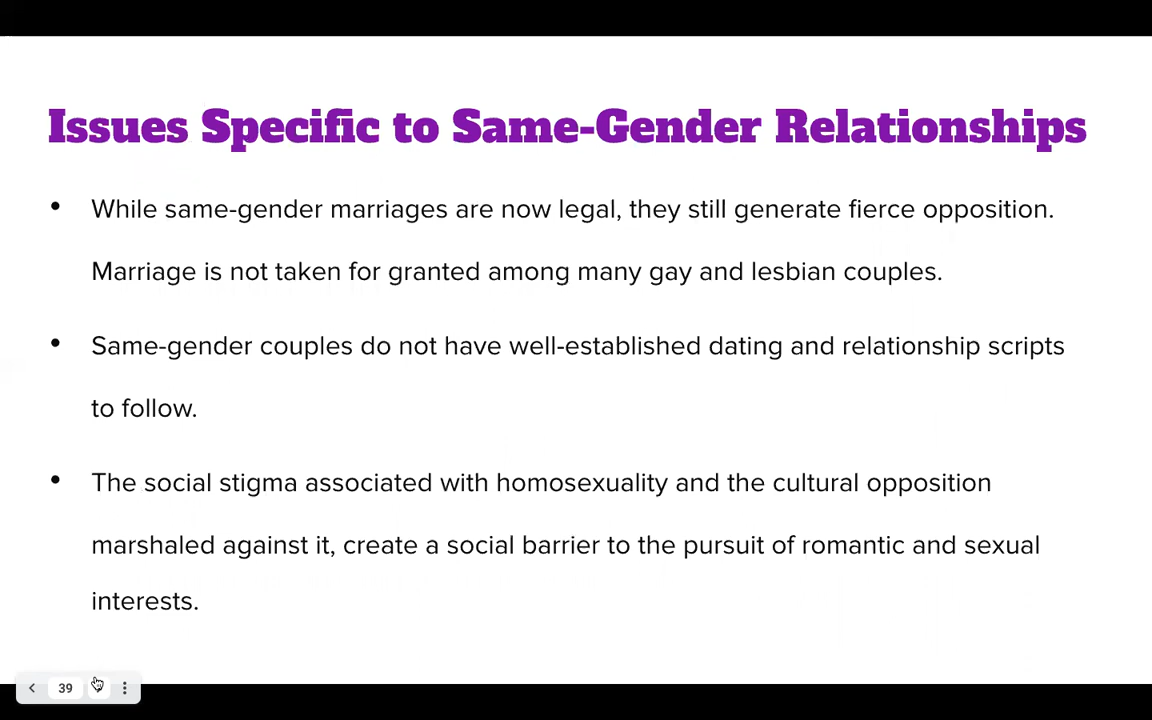 Issues Specific to Same-Gender Relationships
• While same-gender marriages are now legal, they still generate fierce opposition.
Marriage is not taken for granted among many gay and lesbian couples.
• Same-gender couples do not have well-established dating and relationship scripts
to follow.
• The social stigma associated with homosexuality and the cultural opposition
marshaled against it, create a social barrier to the pursuit of romantic and sexual
interests.
39